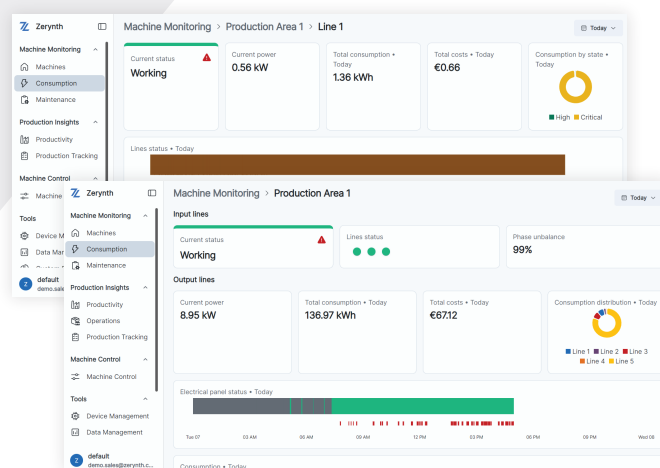 Zerynth
Machine Monitoring > Production Area 1 > Line 1
Today
Machine Monitoring
Machines
Consumption
Maintenance
Production Insights
Productivity
Production Tracking
Machine Control
Machine
Tools
Device M
Data Mar
default
demo.sales
Current status
Working
Current power
0.56 kW
Total consumption •
Today
1.36 kWh
Total costs • Today
€0.66
Consumption by state •
Today
High Critical
Lines status • Today
Zerynth
Machine Monitoring > Production Area 1
Today
Machine Monitoring
Machines
Consumption
Maintenance
Production Insights
Productivity
Operations
Production Tracking
Machine Control
Machine Control
Tools
Device Management
Data Management
default
demo.sales@zerynth.c...
Input lines
Current status
Working
Lines status
Phase unbalance
99%
Output lines
Current power
8.95 kW
Total consumption • Today
136.97 kWh
Total costs • Today
€67.12
Consumption distribution • Today
Line 1 Line 2 Line 3
Line 4 Line 5
Electrical panel status • Today
Tue 07 03 AM 06 AM 09 AM 12 PM 03 PM 06 PM 09 PM Wed 08
Consumption • Today